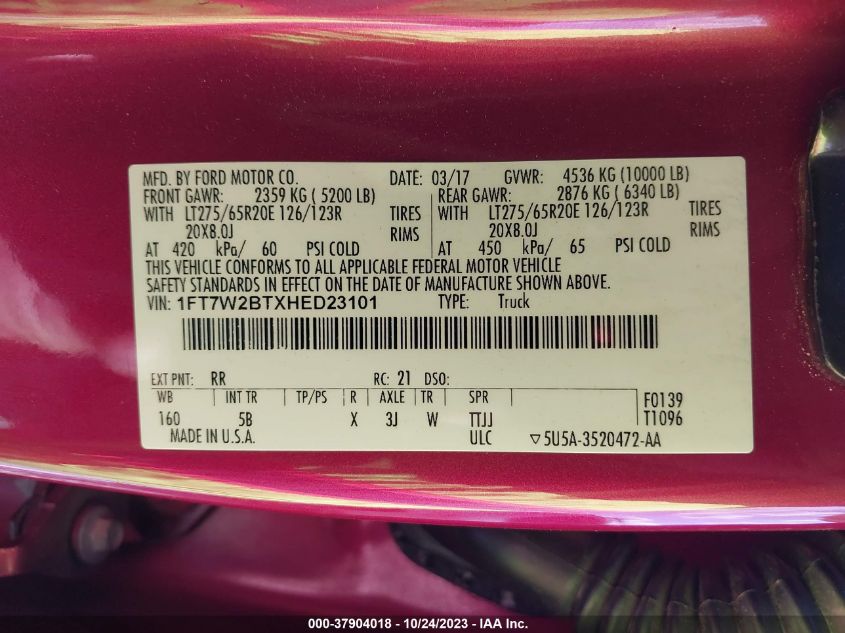 MFD. BY FORD MOTOR CO. DATE: 03/17 GVWR: 4536 KG (10000 LB)
FRONT GAWR: 2359 KG ( 5200 LB) REAR GAWR: 2876 KG ( 6340 LB)
WITH LT275/65R20E 126/123R TIRES WITH LT275/65R20E 126/123R TIRES
20X8.0J RIMS 20X8.0J RIMS
AT 420 kPa/ 60 PSI COLD AT 450 kPa/ 65 PSI COLD
THIS VEHICLE CONFORMS TO ALL APPLICABLE FEDERAL MOTOR VEHICLE
SAFETY STANDARDS IN EFFECT ON THE DATE OF MANUFACTURE SHOWN ABOVE.
VIN: 1FT7W2BTXHED23101 TYPE: Truck
EXT PNT: RR RC: 21 DSO:
WB INT TR TP/PS R AXLE TR SPR F0139
160 5B X 3J W TTJJ T1096
MADE IN U.S.A. ULC ▽5U5A-3520472-AA
000-37904018 - 10/24/2023 - © IAA Inc.